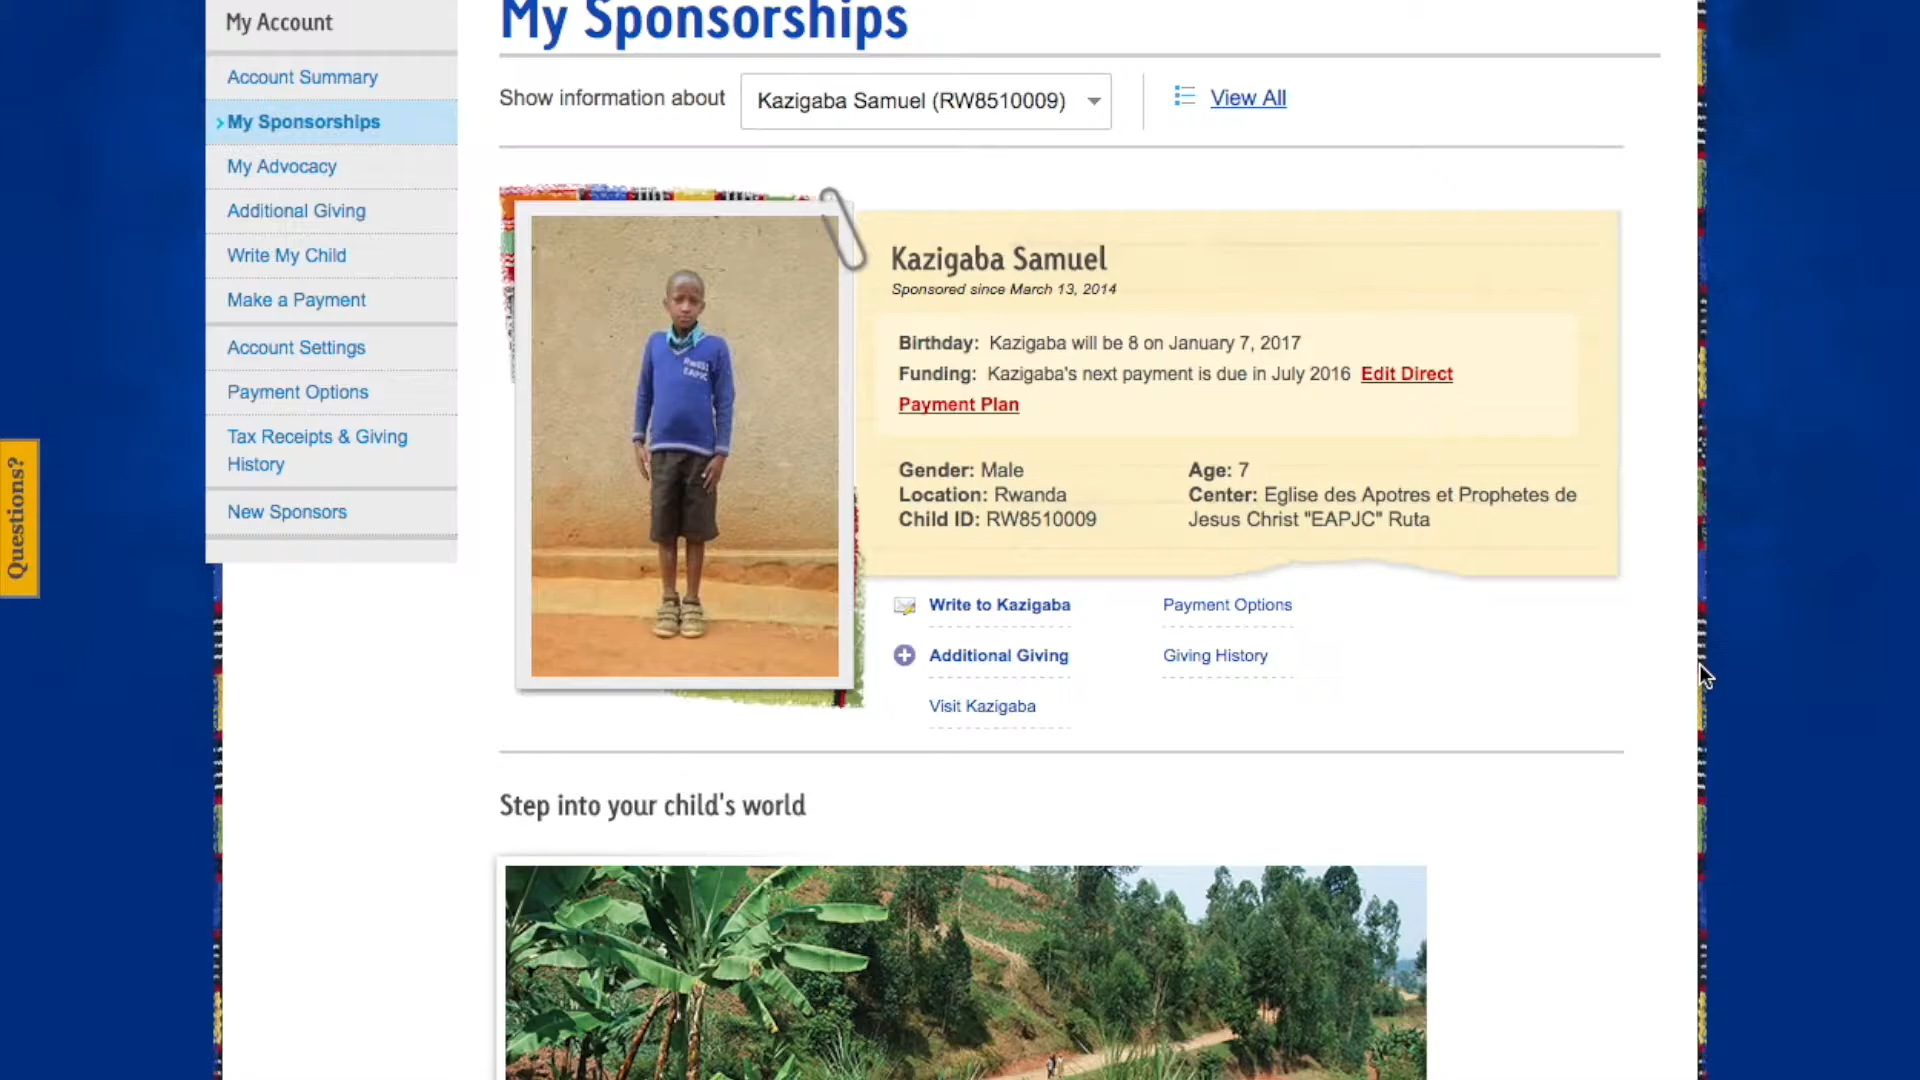 My Account
Account Summary
My Sponsorships
My Advocacy
Additional Giving
Write My Child
Make a Payment
Account Settings
Payment Options
Tax Receipts & Giving
History
New Sponsors
Questions?
My Sponsorships
Show information about
Kazigaba Samuel (RW8510009)
View All
Kazigaba Samuel
Sponsored since March 13, 2014
Birthday: Kazigaba will be 8 on January 7, 2017
Funding: Kazigaba's next payment is due in July 2016 Edit Direct
Payment Plan
Gender: Male
Location: Rwanda
Child ID: RW8510009
Age: 7
Center: Eglise des Apotres et Prophetes de
Jesus Christ "EAPJC" Ruta
Write to Kazigaba
Additional Giving
Visit Kazigaba
Payment Options
Giving History
Step into your child's world